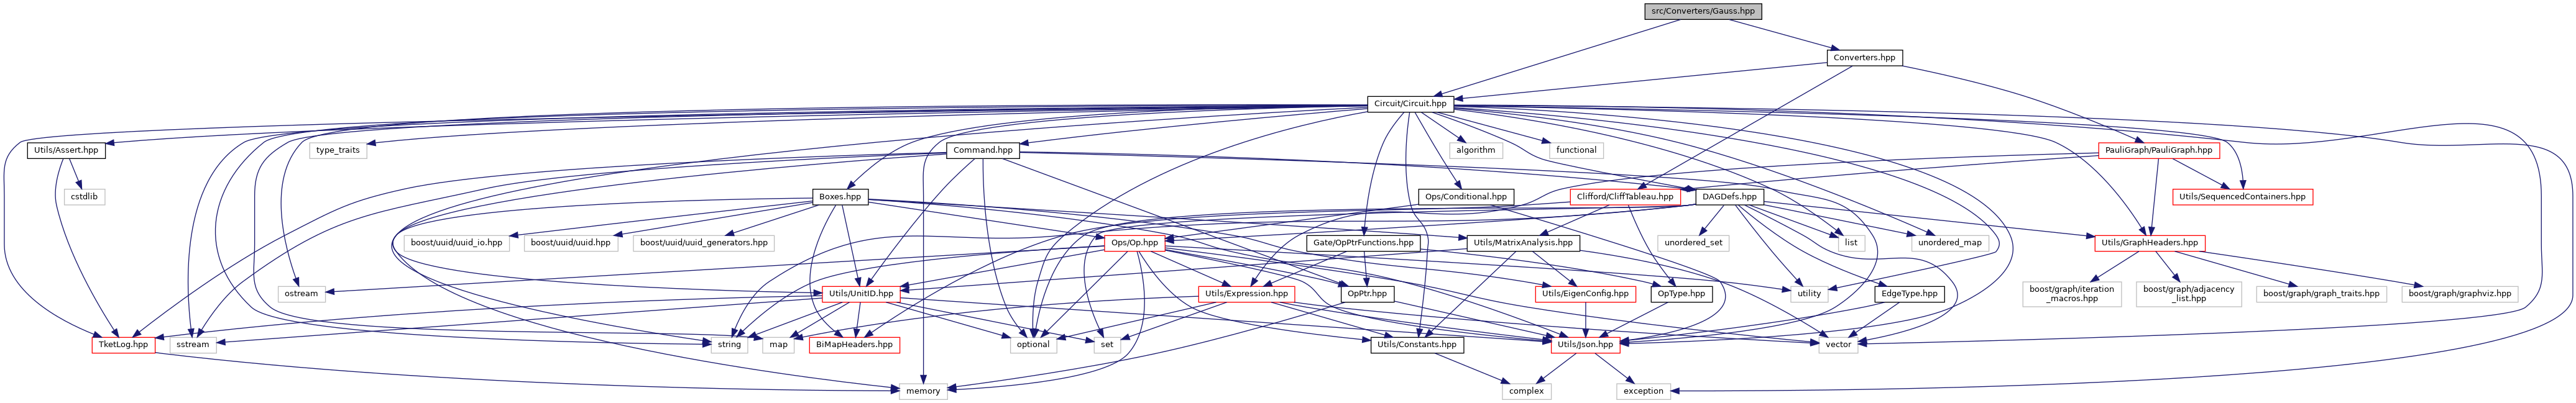 src/Converters/Gauss.hpp
Converters.hpp
Circuit/Circuit.hpp
Utils/Assert.hpp
type_traits
Command.hpp
algorithm
functional
PauliGraph/PauliGraph.hpp
cstdlib
Boxes.hpp
Ops/Conditional.hpp
Clifford/CliffTableau.hpp
DAGDefs.hpp
Utils/SequencedContainers.hpp
boost/uuid/uuid_io.hpp
boost/uuid/uuid.hpp
boost/uuid/uuid_generators.hpp
Ops/Op.hpp
Gate/OpPtrFunctions.hpp
Utils/MatrixAnalysis.hpp
unordered_set
list
unordered_map
Utils/GraphHeaders.hpp
ostream
Utils/UnitID.hpp
Utils/Expression.hpp
OpPtr.hpp
Utils/EigenConfig.hpp
OpType.hpp
utility
EdgeType.hpp
boost/graph/iteration
_macros.hpp
boost/graph/adjacency
_list.hpp
boost/graph/graph_traits.hpp
boost/graph/graphviz.hpp
TketLog.hpp
sstream
string
map
BiMapHeaders.hpp
optional
set
Utils/Constants.hpp
Utils/Json.hpp
vector
memory
complex
exception